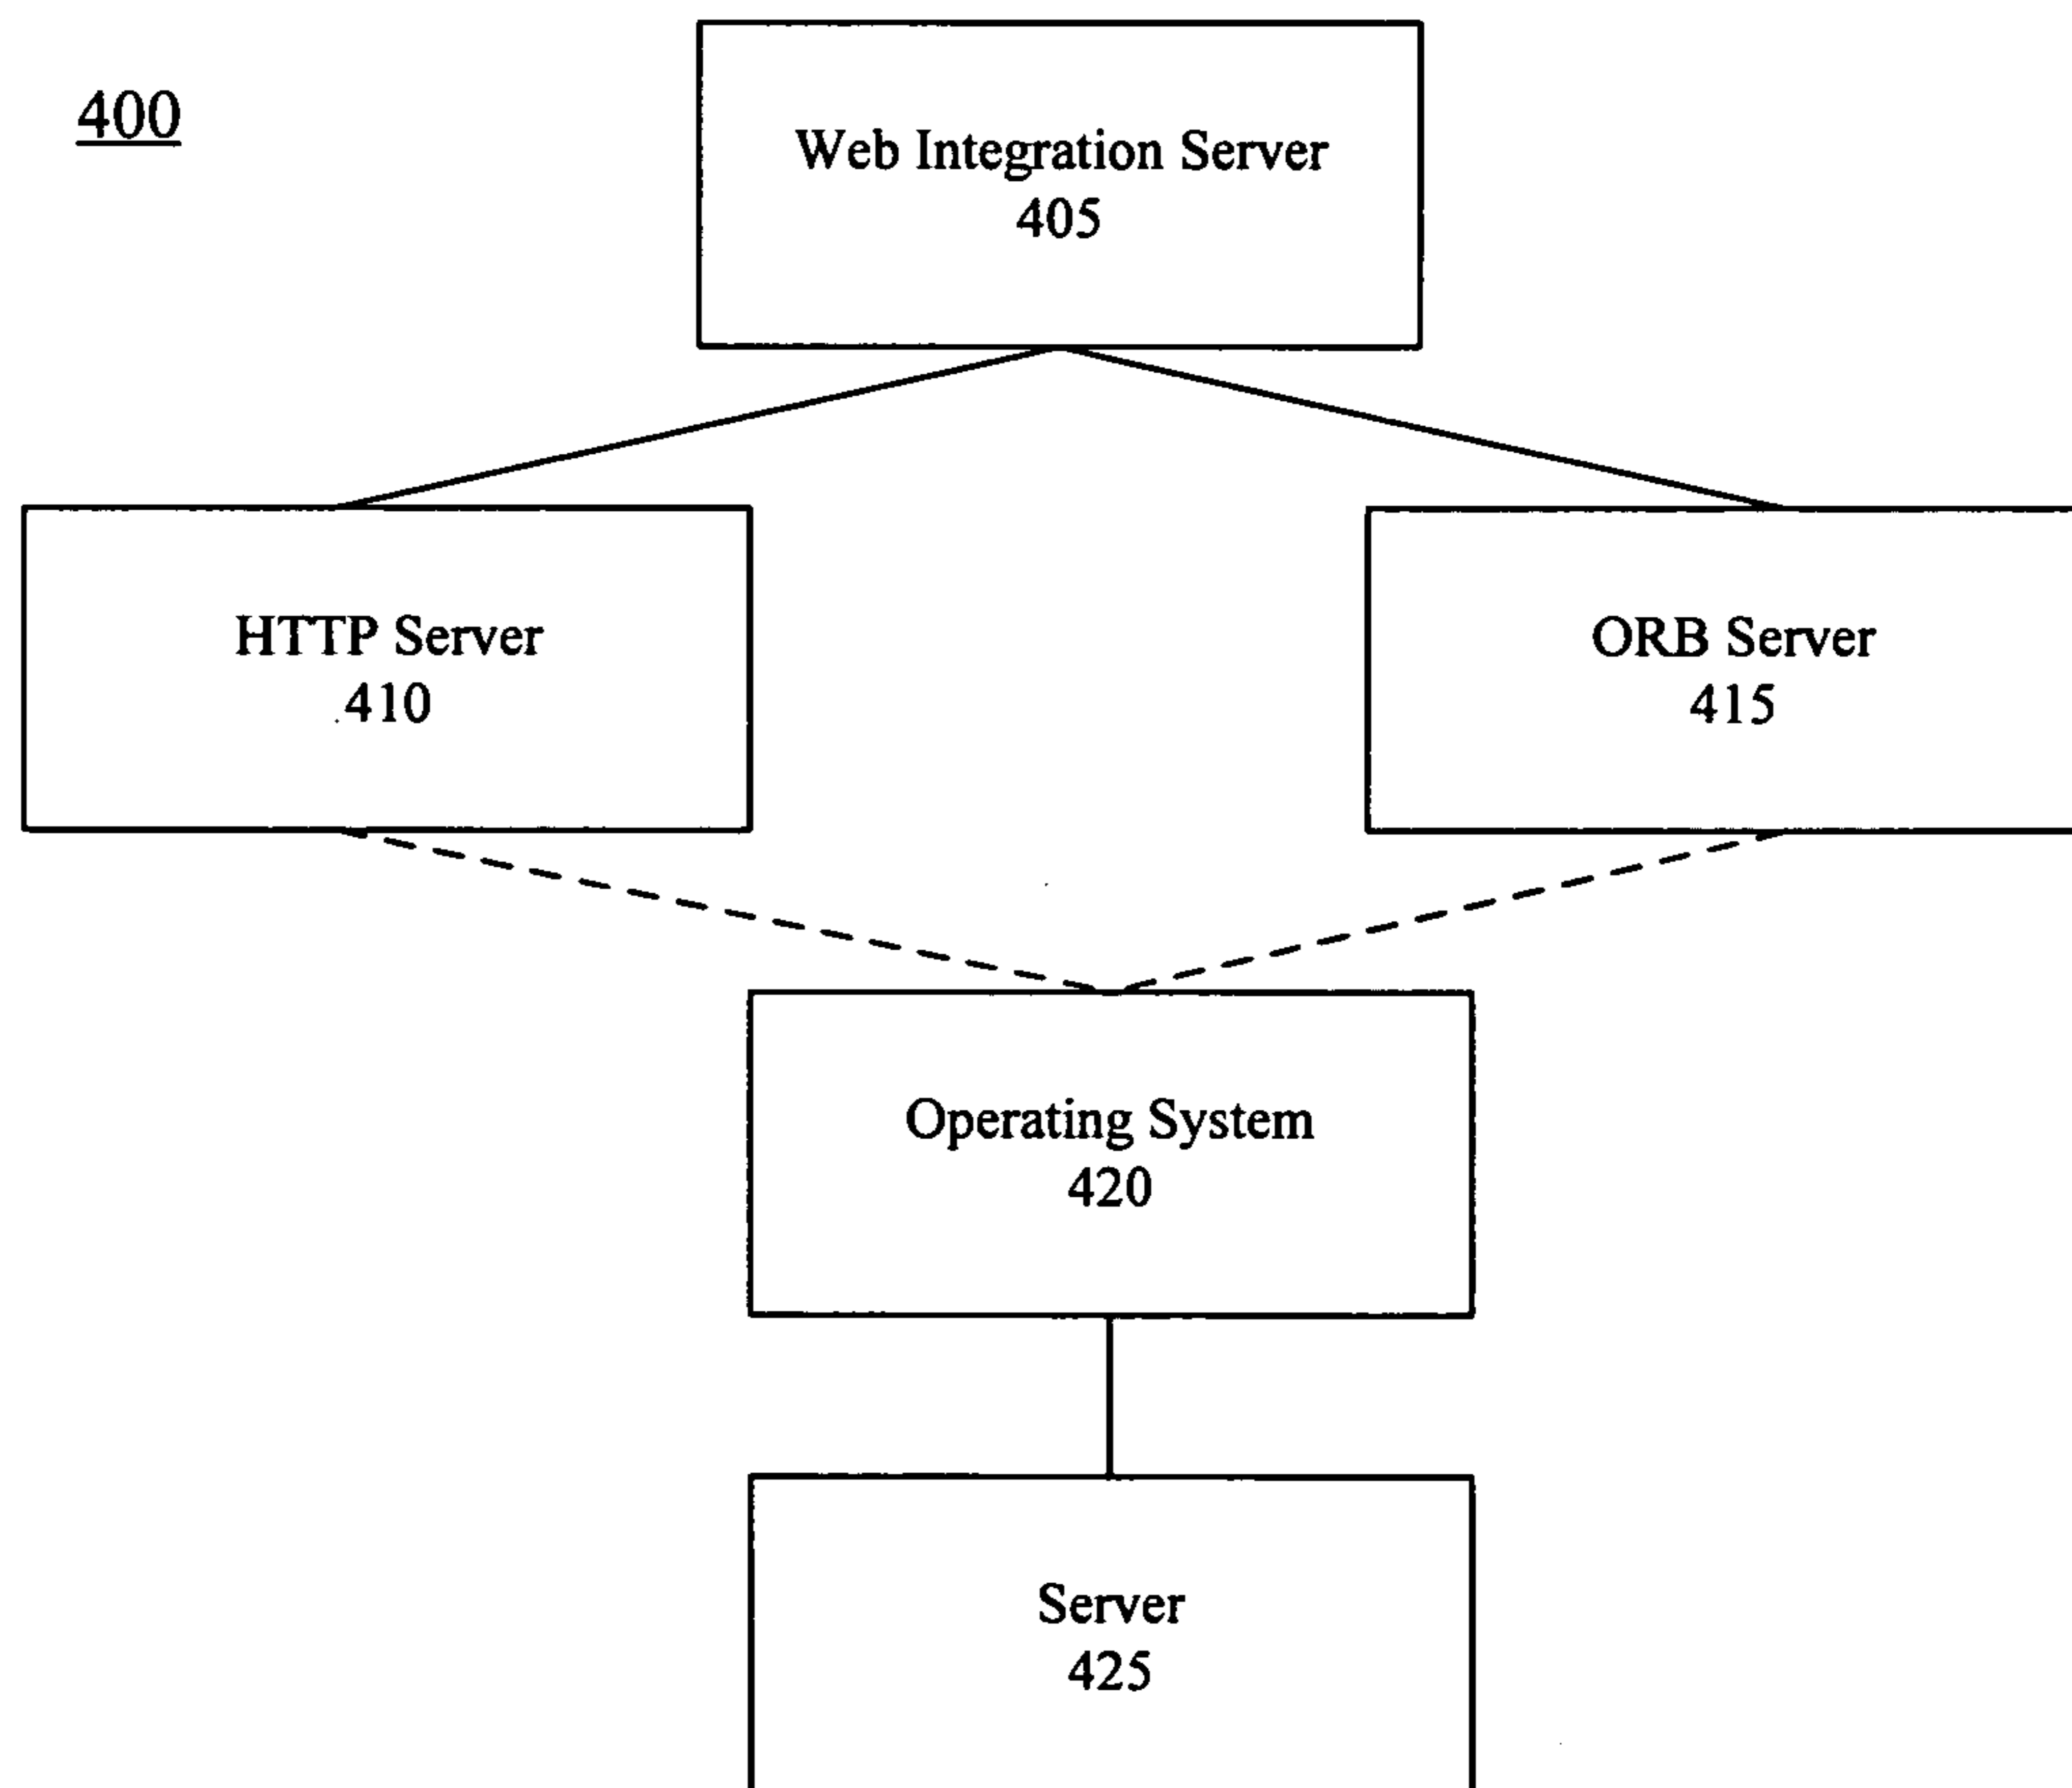 400
Web Integration Server
405
HTTP Server
410
ORB Server
415
Operating System
420
Server
425